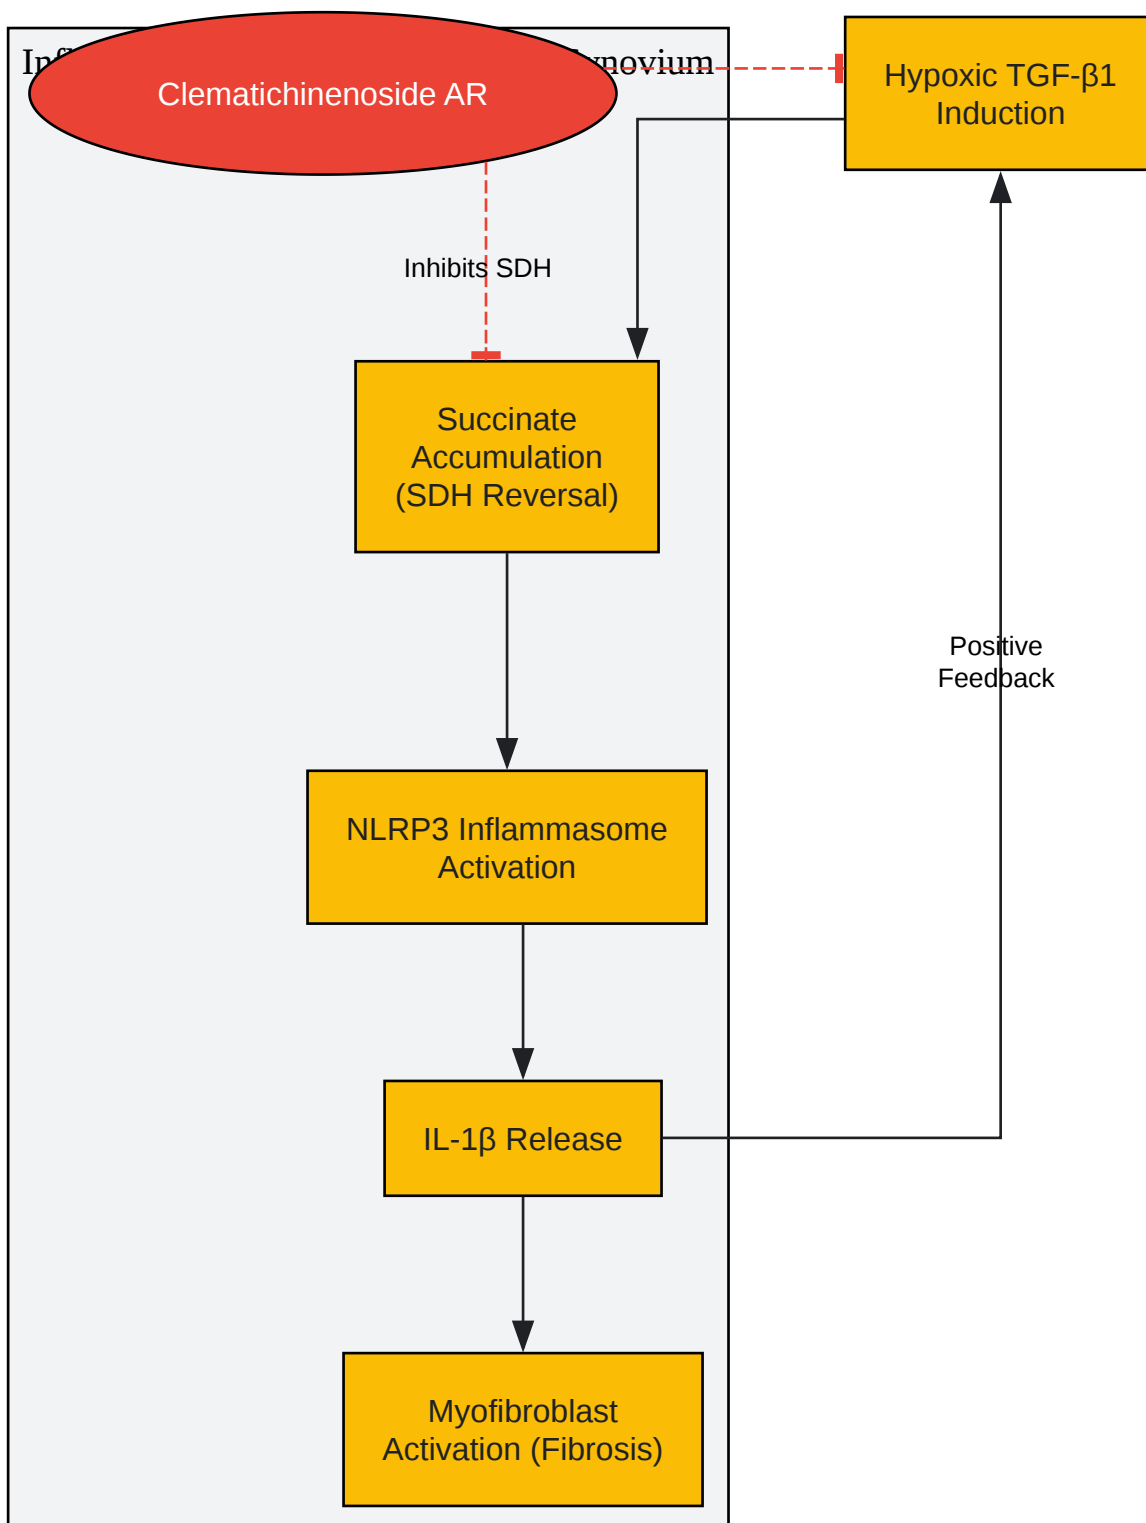 Clematichinenoside AR
Hypoxic TGF-β1
Induction
Inhibits SDH
Succinate
Accumulation
(SDH Reversal)
Positive
Feedback
NLRP3 Inflammasome
Activation
IL-1β Release
Myofibroblast
Activation (Fibrosis)